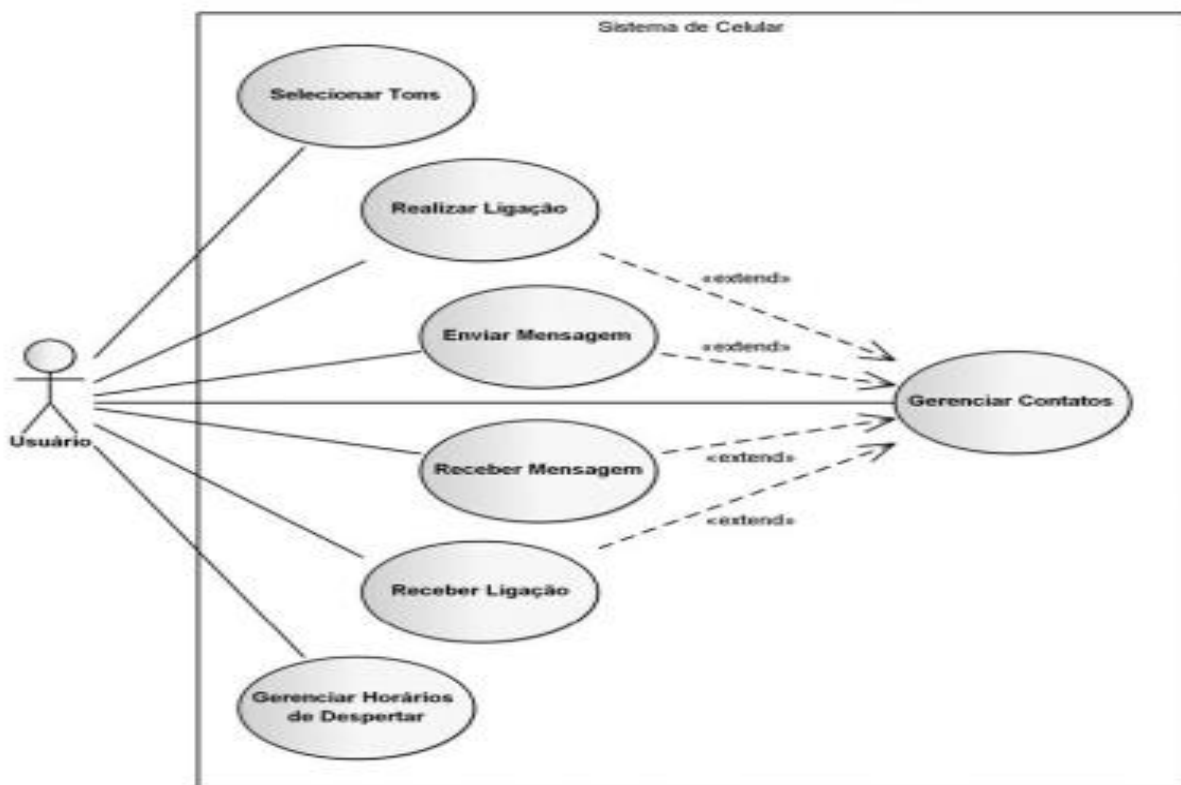 Sistema de Celular
Selecionar Tons
Realizar Ligação
«extend»
Enviar Mensagem
«extend»
Gerenciar Contatos
Usuário
Receber Mensagem
«extend»
«extend»
Receber Ligação
Gerenciar Horários
de Despertar